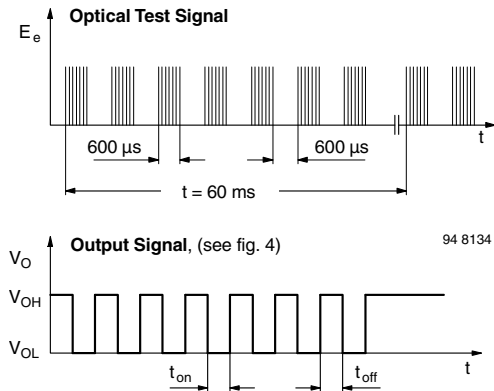 Optical Test Signal
E e
t
600 µs
600 µs
t = 60 ms
Output Signal, (see fig. 4)
94 8134
V O
V OH
V OL
t
t on
t off